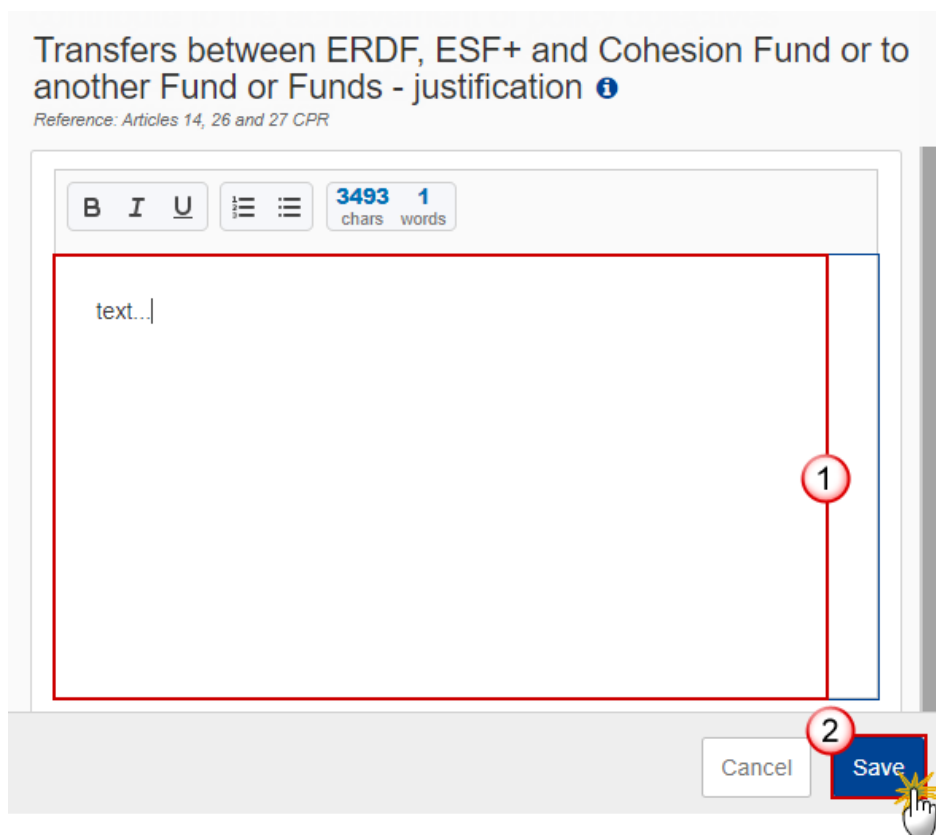 Transfers between ERDF, ESF+ and Cohesion Fund or to
another Fund or Funds - justification
Reference: Articles 14, 26 and 27 CPR
B I U 3493 1
chars words
text...
1
2
Cancel Save